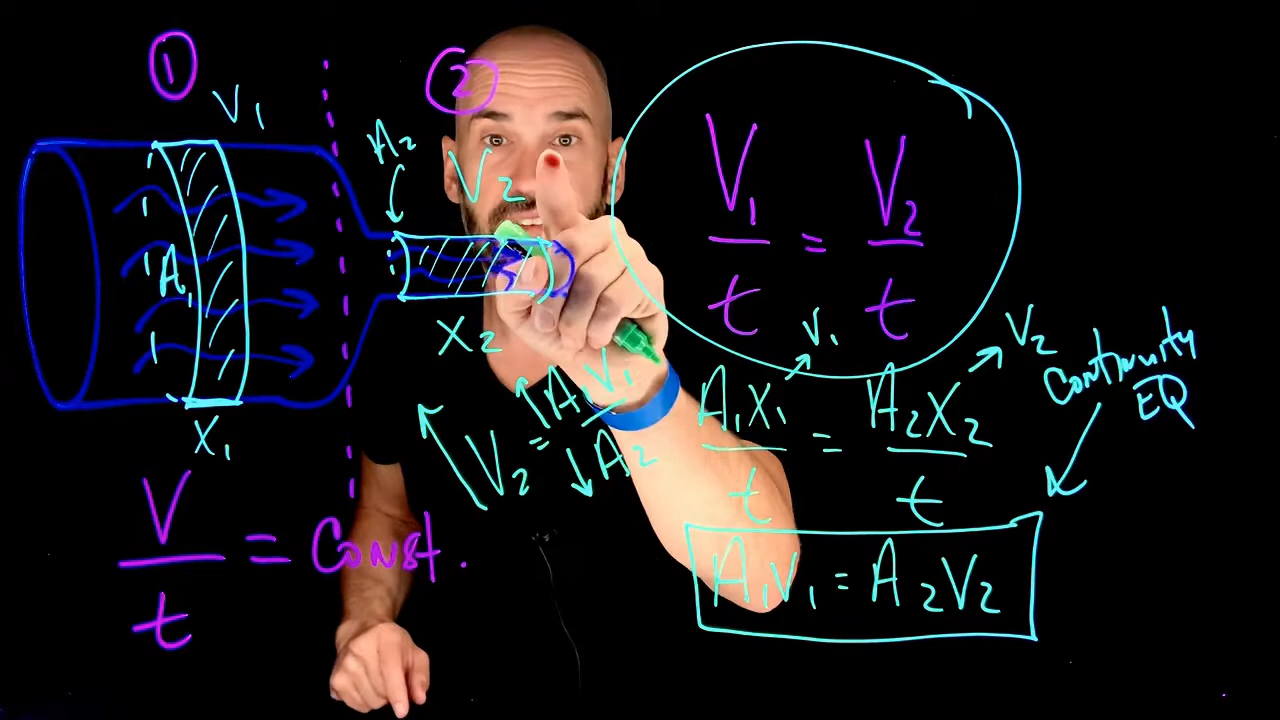 ①
②
V₁
A₂
V₂
A₁
X₂
X₁
V/t = Const.
V₁/t = V₂/t
V₁
V₂
A₁X₁/t = A₂X₂/t
Continuity
EQ
V₂ = A₁V₁/A₂
A₁V₁ = A₂V₂